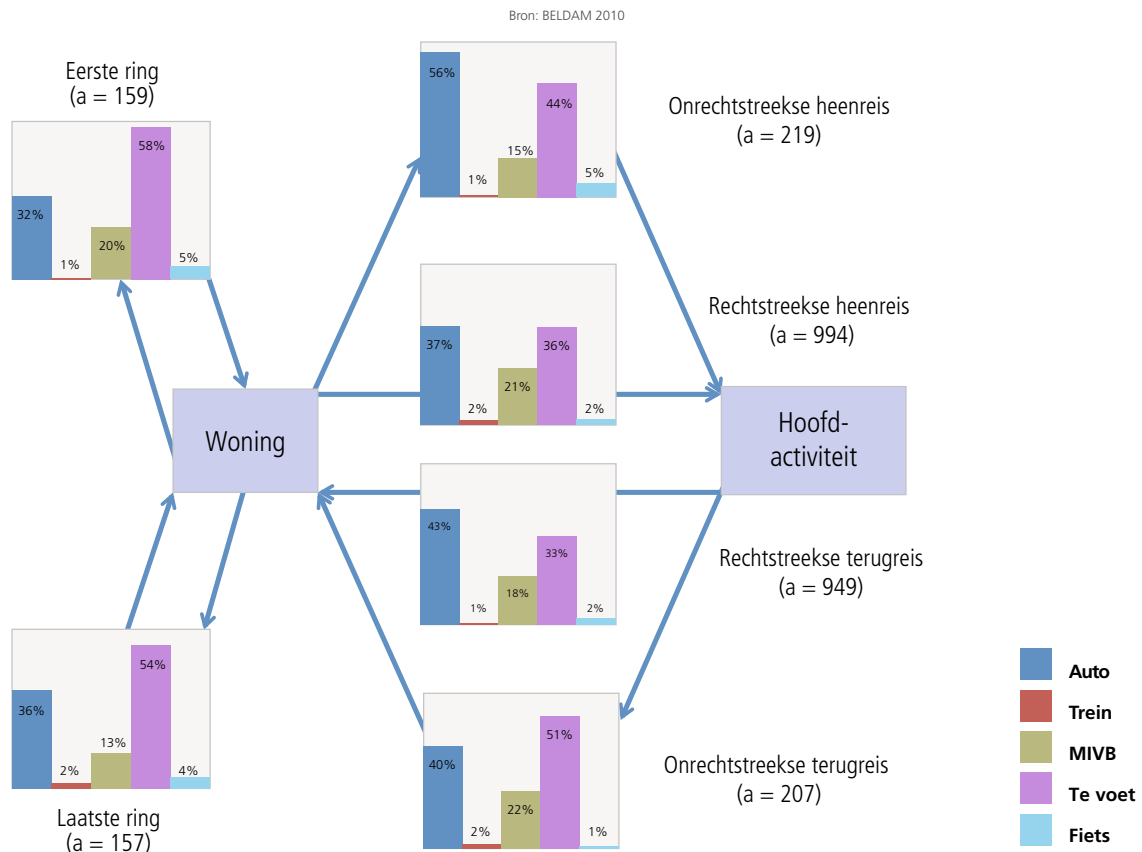 Bron: BELDAM 2010
Eerste ring
(a = 159)
32%
1%
20%
58%
5%
56%
1%
15%
44%
5%
Onrechtstreekse heenreis
(a = 219)
37%
2%
21%
36%
2%
Rechtstreekse heenreis
(a = 994)
Woning
Hoofd-
activiteit
43%
1%
18%
33%
2%
Rechtstreekse terugreis
(a = 949)
36%
2%
13%
54%
4%
Laatste ring
(a = 157)
40%
2%
22%
51%
1%
Onrechtstreekse terugreis
(a = 207)
Auto
Trein
MIVB
Te voet
Fiets